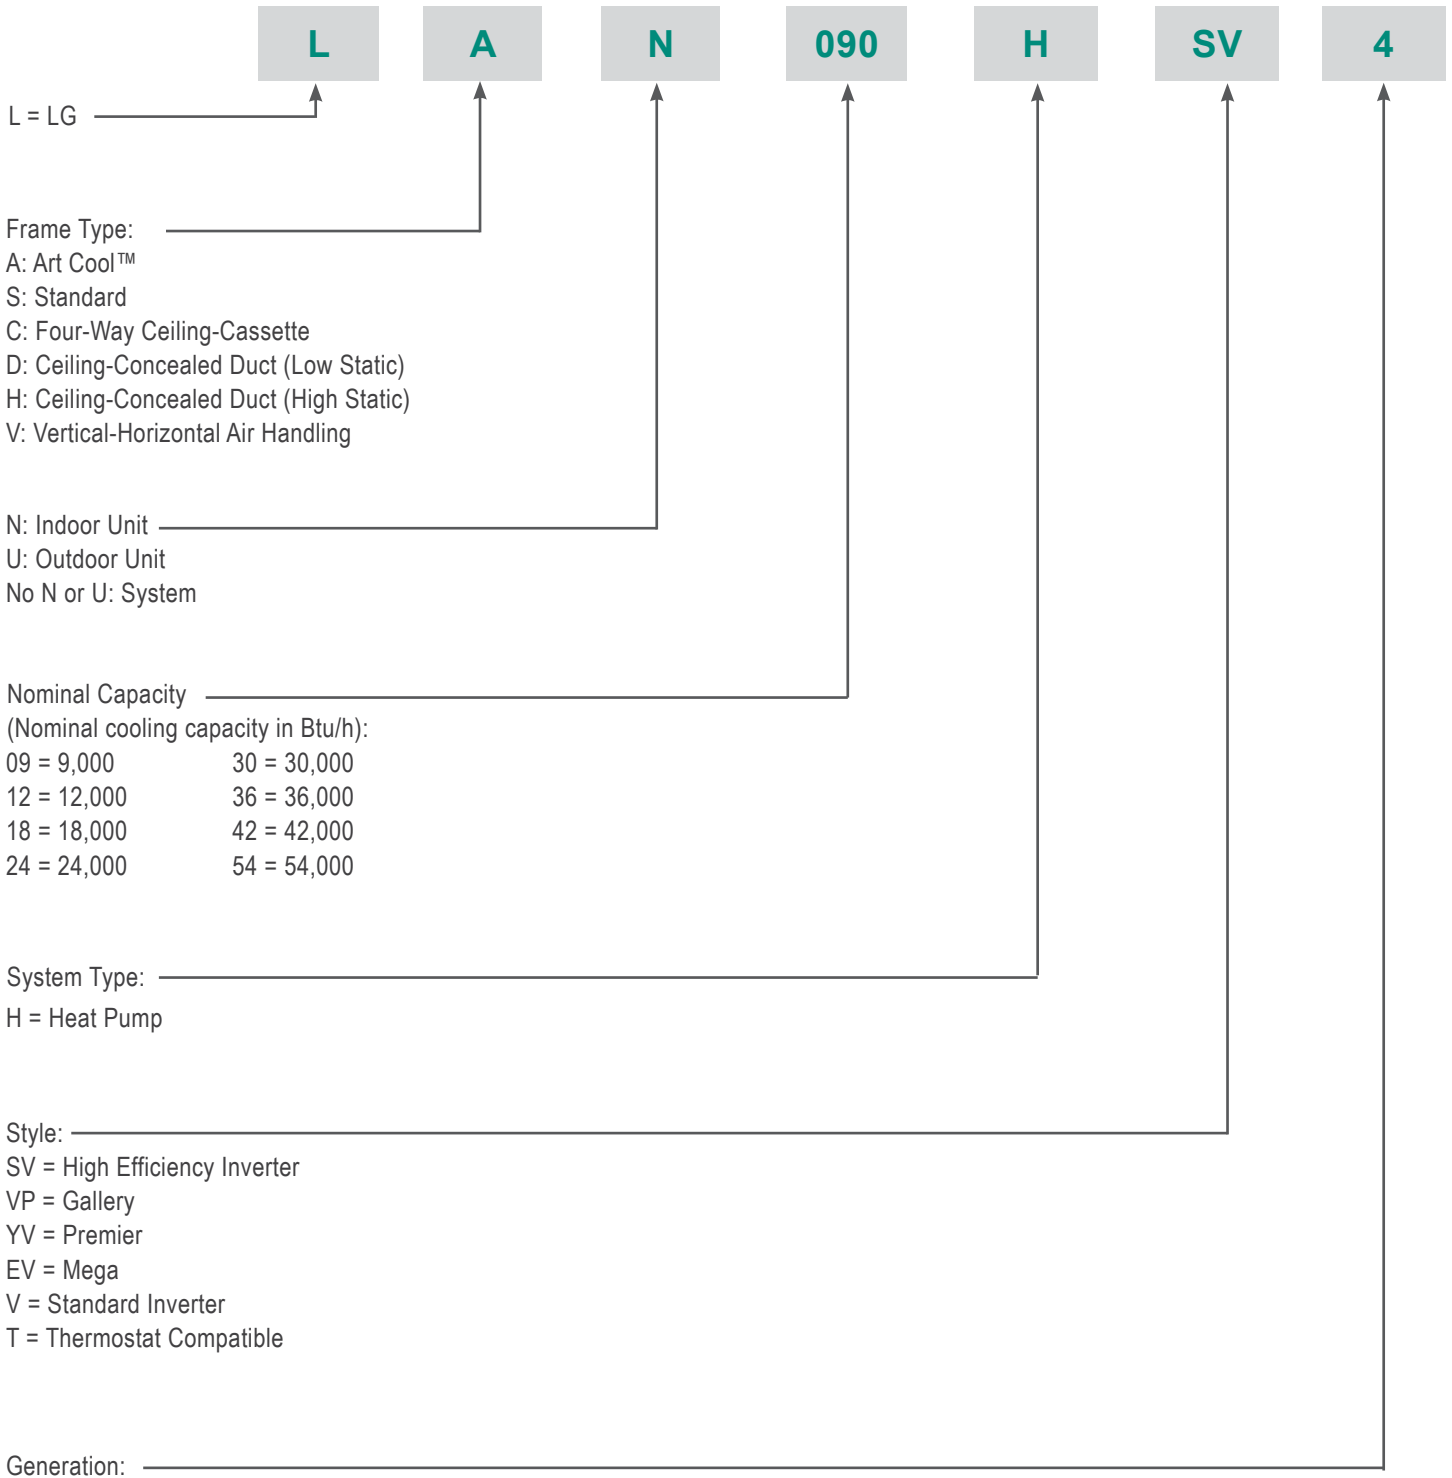 L A N 090 H SV 4
L = LG
Frame Type:
A: Art Cool™
S: Standard
C: Four-Way Ceiling-Cassette
D: Ceiling-Concealed Duct (Low Static)
H: Ceiling-Concealed Duct (High Static)
V: Vertical-Horizontal Air Handling
N: Indoor Unit
U: Outdoor Unit
No N or U: System
Nominal Capacity
(Nominal cooling capacity in Btu/h):
09 = 9,000 30 = 30,000
12 = 12,000 36 = 36,000
18 = 18,000 42 = 42,000
24 = 24,000 54 = 54,000
System Type:
H = Heat Pump
Style:
SV = High Efficiency Inverter
VP = Gallery
YV = Premier
EV = Mega
V = Standard Inverter
T = Thermostat Compatible
Generation: